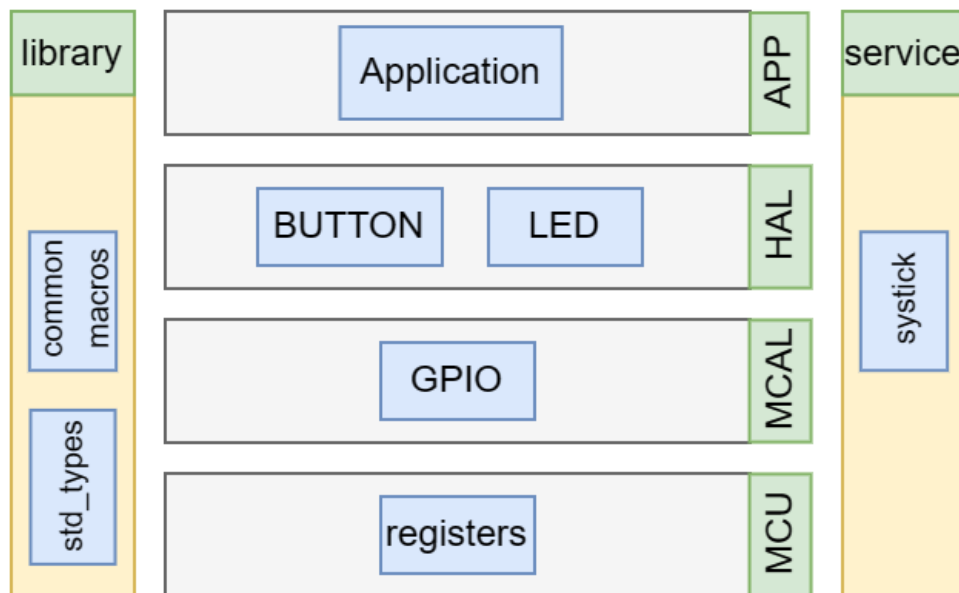 library
common
macros
std_types
Application
APP
BUTTON
LED
HAL
GPIO
MCAL
registers
MCU
service
systick